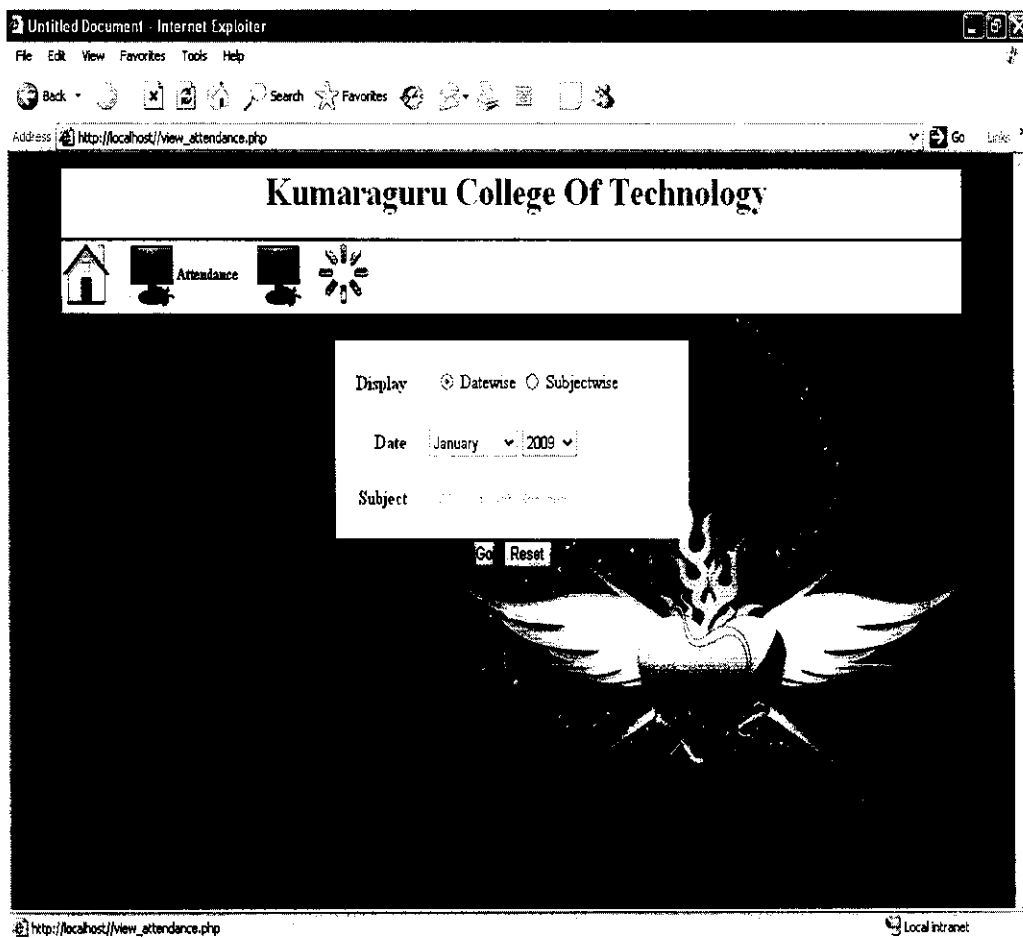 Untitled Document - Internet Exploiter
File Edit View Favorites Tools Help
Back Search Favorites
Address http://localhost//view_attendance.php Go Links
Kumaraguru College Of Technology
Attendance
Display Datewise Subjectwise
Date January 2009
Subject
Go Reset
http://localhost//view_attendance.php Local intranet